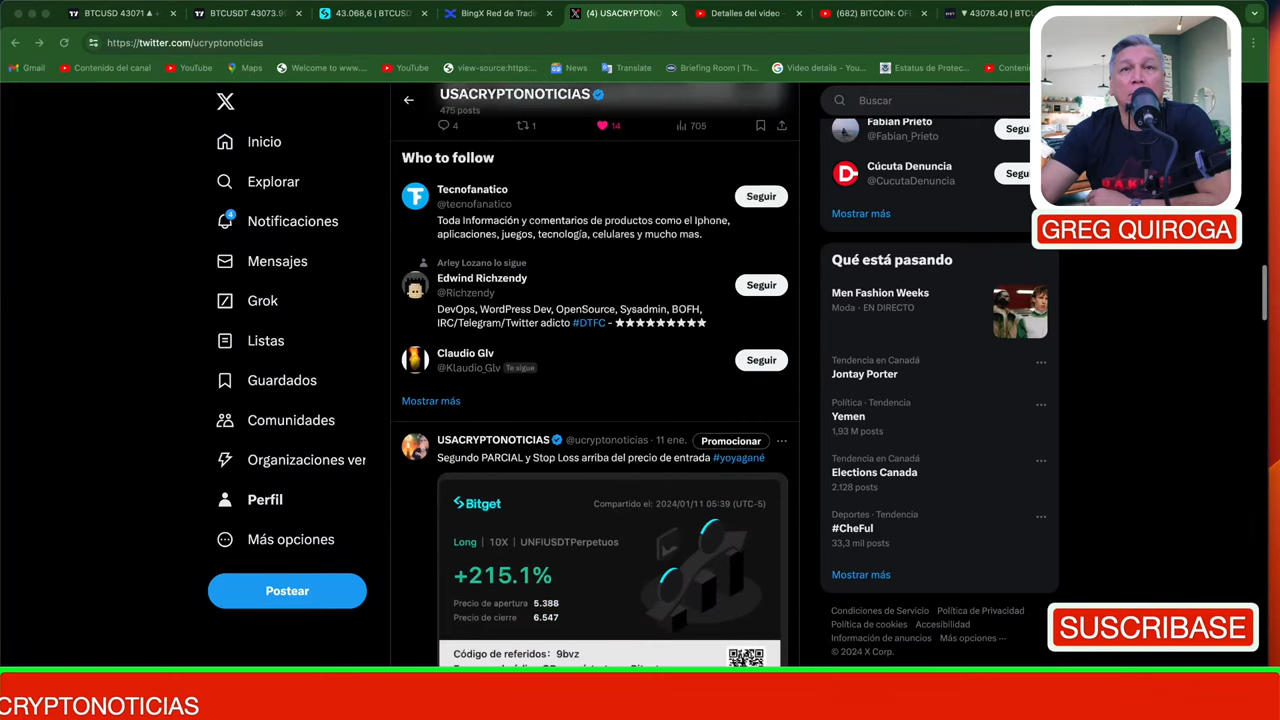 BTCUSD 43071 ▲ +
BTCUSDT 43073.9
43.068,6 | BTCUSD
BingX Red de Tradi
(4) USACRYPTONO
Detalles del video -
(682) BITCOIN: OF
▼ 43078.40 | BTCU
https://twitter.com/ucryptonoticias
Gmail
Contenido del canal
YouTube
Maps
Welcome to www....
YouTube
view-source:https:...
News
Translate
Briefing Room | Th...
Video details - You...
Estatus de Protec...
Conteni
X
Inicio
Explorar
4
Notificaciones
Mensajes
Grok
Listas
Guardados
Comunidades
Organizaciones ver
Perfil
Más opciones
Postear
USACRYPTONOTICIAS
475 posts
4
1
14
705
Who to follow
Tecnofanatico
@tecnofanatico
Seguir
Toda Información y comentarios de productos como el Iphone,
aplicaciones, juegos, tecnología, celulares y mucho mas.
Arley Lozano lo sigue
Edwind Richzendy
@Richzendy
Seguir
DevOps, WordPress Dev, OpenSource, Sysadmin, BOFH,
IRC/Telegram/Twitter adicto #DTFC - ★★★★★★★★★
Claudio Glv
@Klaudio_Glv Te sigue
Seguir
Mostrar más
USACRYPTONOTICIAS @ucryptonoticias · 11 ene.
Promocionar
Segundo PARCIAL y Stop Loss arriba del precio de entrada #yoyagané
Bitget
Compartido el: 2024/01/11 05:39 (UTC-5)
Long | 10X | UNFIUSDTPerpetuos
+215.1%
Precio de apertura 5.388
Precio de cierre 6.547
Código de referidos: 9bvz
Buscar
Fabian Prieto
@Fabian_Prieto
Segui
Cúcuta Denuncia
@CucutaDenuncia
Segui
Mostrar más
Qué está pasando
Men Fashion Weeks
Moda · EN DIRECTO
Tendencia en Canadá
Jontay Porter
Política · Tendencia
Yemen
1,93 M posts
Tendencia en Canadá
Elections Canada
2.128 posts
Deportes · Tendencia
#CheFul
33,3 mil posts
Mostrar más
Condiciones de Servicio Política de Privacidad
Política de cookies Accesibilidad
Información de anuncios Más opciones ···
© 2024 X Corp.
GREG QUIROGA
SUSCRIBASE
CRYPTONOTICIAS